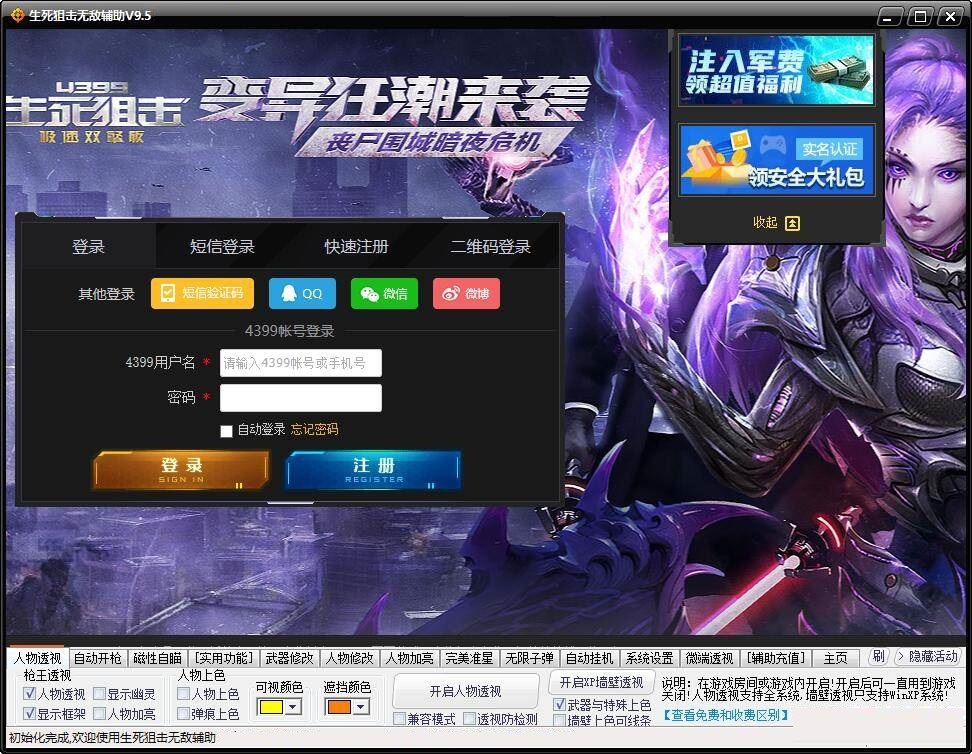 生死狙击无敌辅助V9.5
4399
生死狙击
极速双擎版
变异狂潮来袭
丧尸围城暗夜危机
注入军费
领超值福利
实名认证
领安全大礼包
收起
登录 短信登录 快速注册 二维码登录
其他登录 短信验证码 QQ 微信 微博
4399帐号登录
4399用户名 * 请输入4399帐号或手机号
密码 *
自动登录 忘记密码
登录 注册
SIGN IN REGISTER
人物透视 自动开枪 磁性自瞄 [实用功能] 武器修改 人物修改 人物加亮 完美准星 无限子弹 自动挂机 系统设置 微端透视 [辅助充值] 主页 刷 > 隐藏活动
枪王透视 人物上色
人物透视 显示幽灵 人物上色 可视颜色 遮挡颜色
显示框架 人物加亮 弹痕上色
开启人物透视
兼容模式 透视防检测
开启XP墙壁透视
武器与特殊上色
墙壁上色可线条
说明：在游戏房间或游戏内开启!开启后可一直用到游戏
关闭!人物透视支持全系统,墙壁透视只支持WinXP系统!
【查看免费和收费区别】
初始化完成,欢迎使用生死狙击辅助